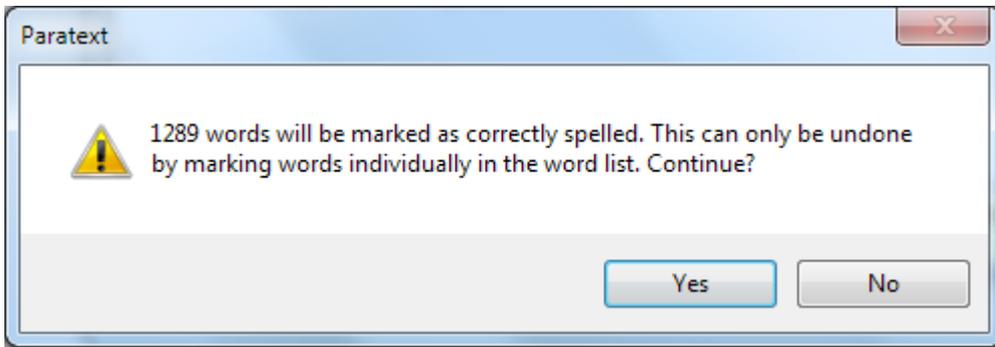 Paratext
1289 words will be marked as correctly spelled. This can only be undone
by marking words individually in the word list. Continue?
Yes
No